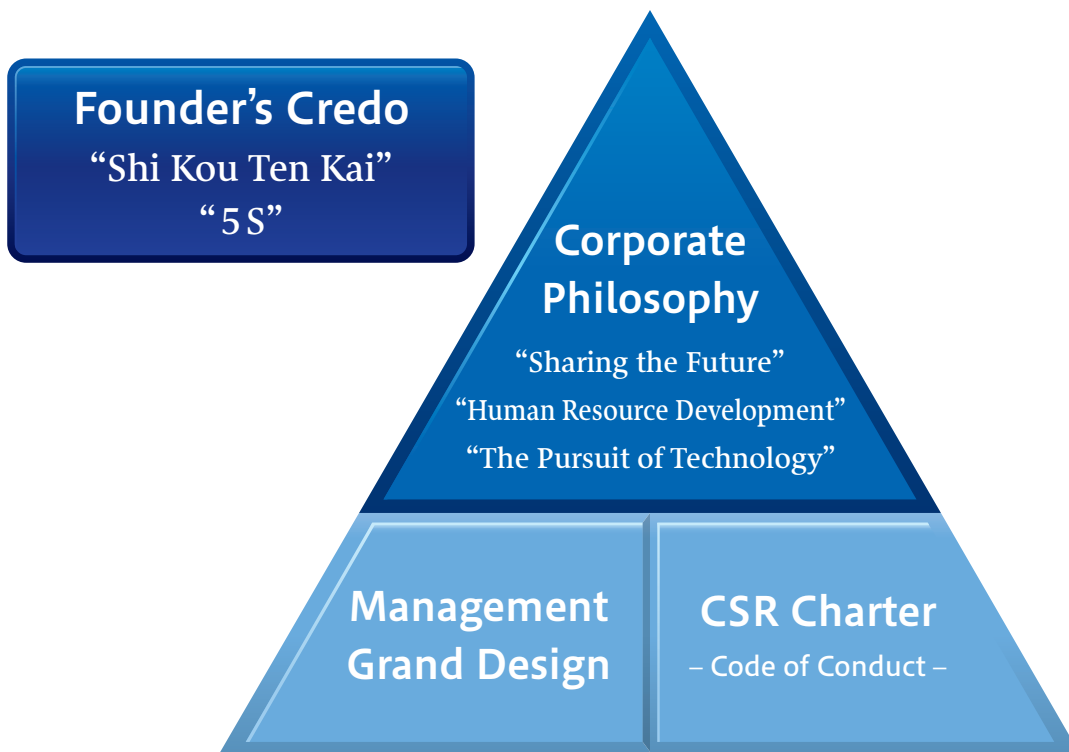 Founder’s Credo
“Shi Kou Ten Kai”
“5S”
Corporate
Philosophy
“Sharing the Future”
“Human Resource Development”
“The Pursuit of Technology”
Management
Grand Design
CSR Charter
– Code of Conduct –